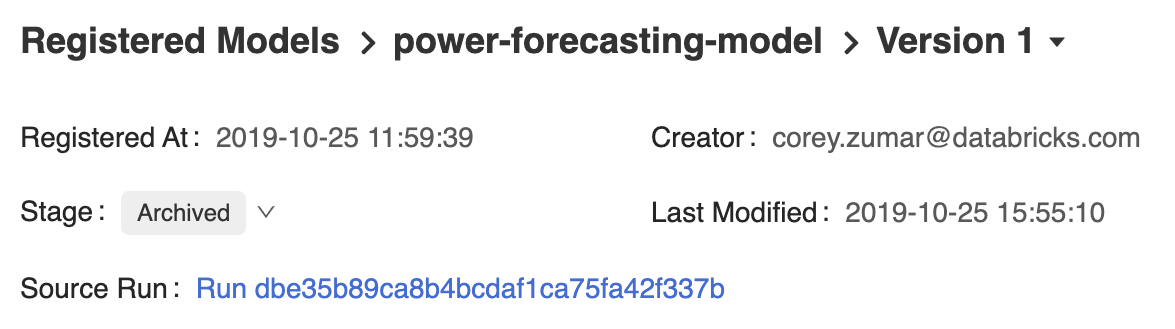 Registered Models > power-forecasting-model > Version 1
Registered At: 2019-10-25 11:59:39 Creator: corey.zumar@databricks.com
Stage: Archived Last Modified: 2019-10-25 15:55:10
Source Run: Run dbe35b89ca8b4bcdaf1ca75fa42f337b